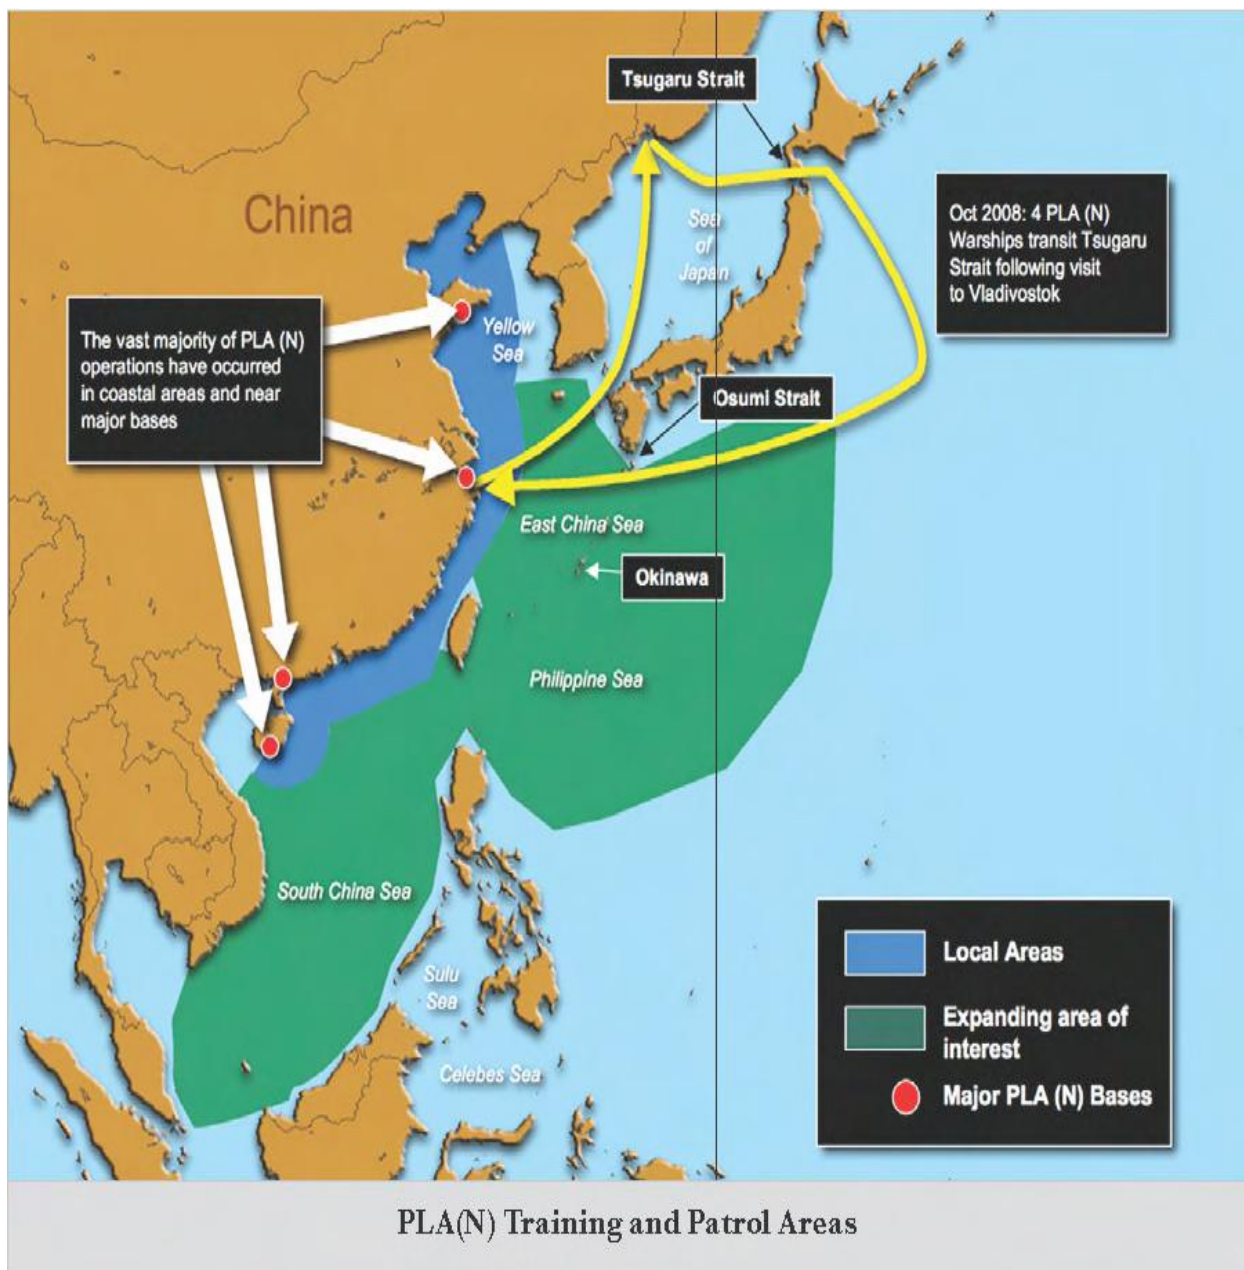 Tsugaru Strait
China
Sea
of
Japan
Oct 2008: 4 PLA (N)
Warships transit Tsugaru
Strait following visit
to Vladivostok
The vast majority of PLA (N)
operations have occurred
in coastal areas and near
major bases
Yellow
Sea
Osumi Strait
East China Sea
Okinawa
Philippine Sea
South China Sea
Sulu
Sea
Celebes Sea
Local Areas
Expanding area of
interest
Major PLA (N) Bases
PLA(N) Training and Patrol Areas